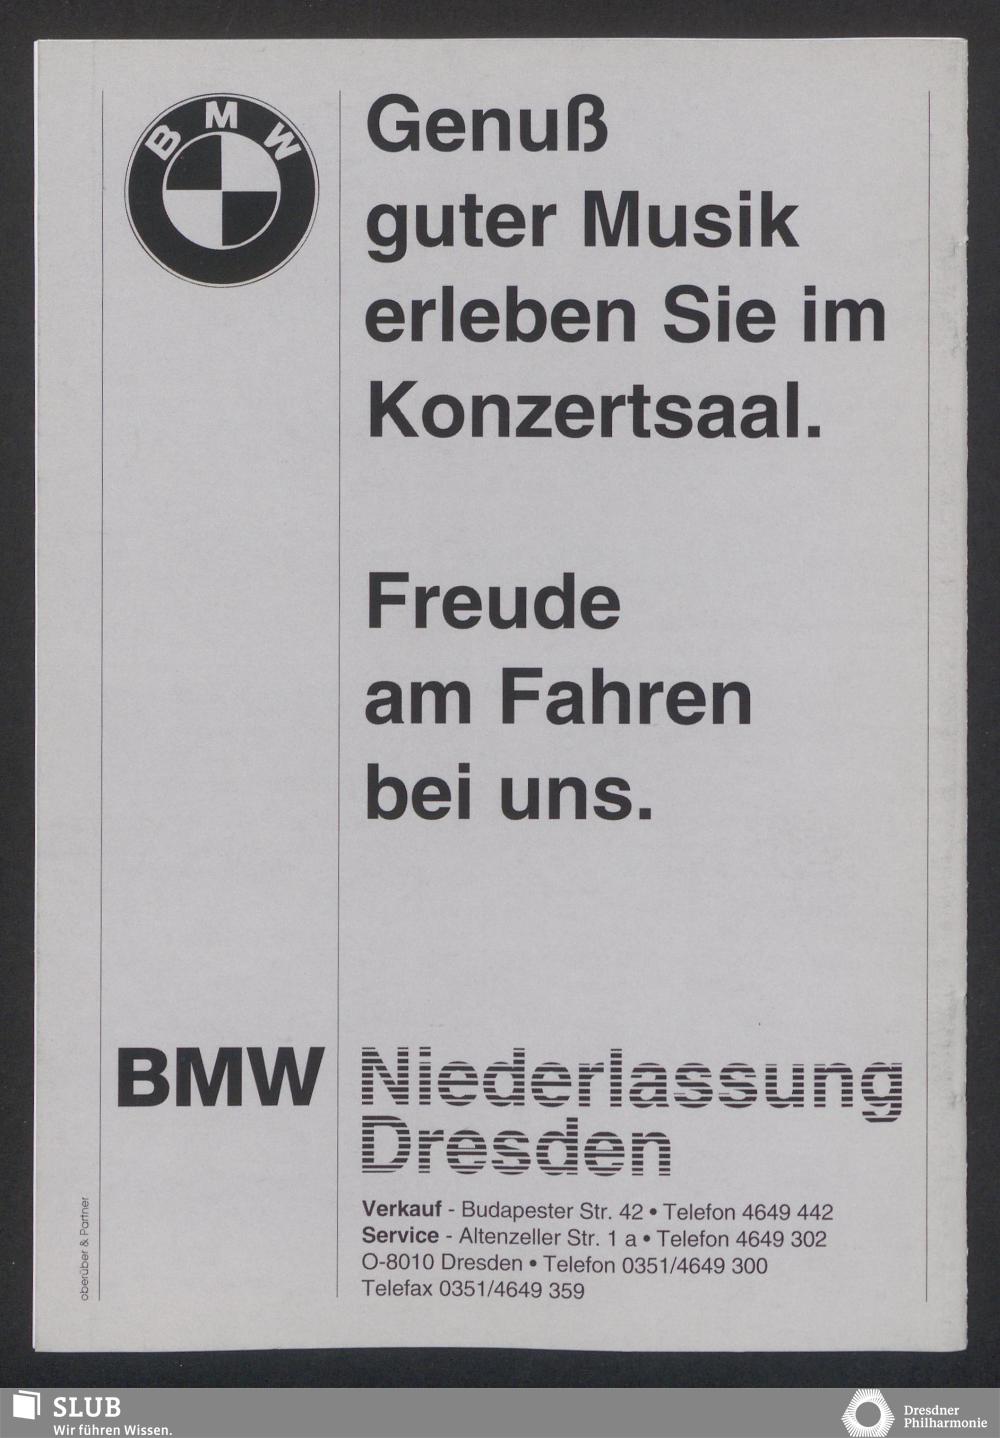 BMW
Genuß
guter Musik
erleben Sie im
Konzertsaal.
Freude
am Fahren
bei uns.
BMW Niederlassung
Dresden
Verkauf - Budapester Str. 42 • Telefon 4649 442
Service - Altenzeller Str. 1 a • Telefon 4649 302
O-8010 Dresden • Telefon 0351/4649 300
Telefax 0351/4649 359
oberüber & Partner
SLUB
Wir führen Wissen.
Dresdner
Philharmonie